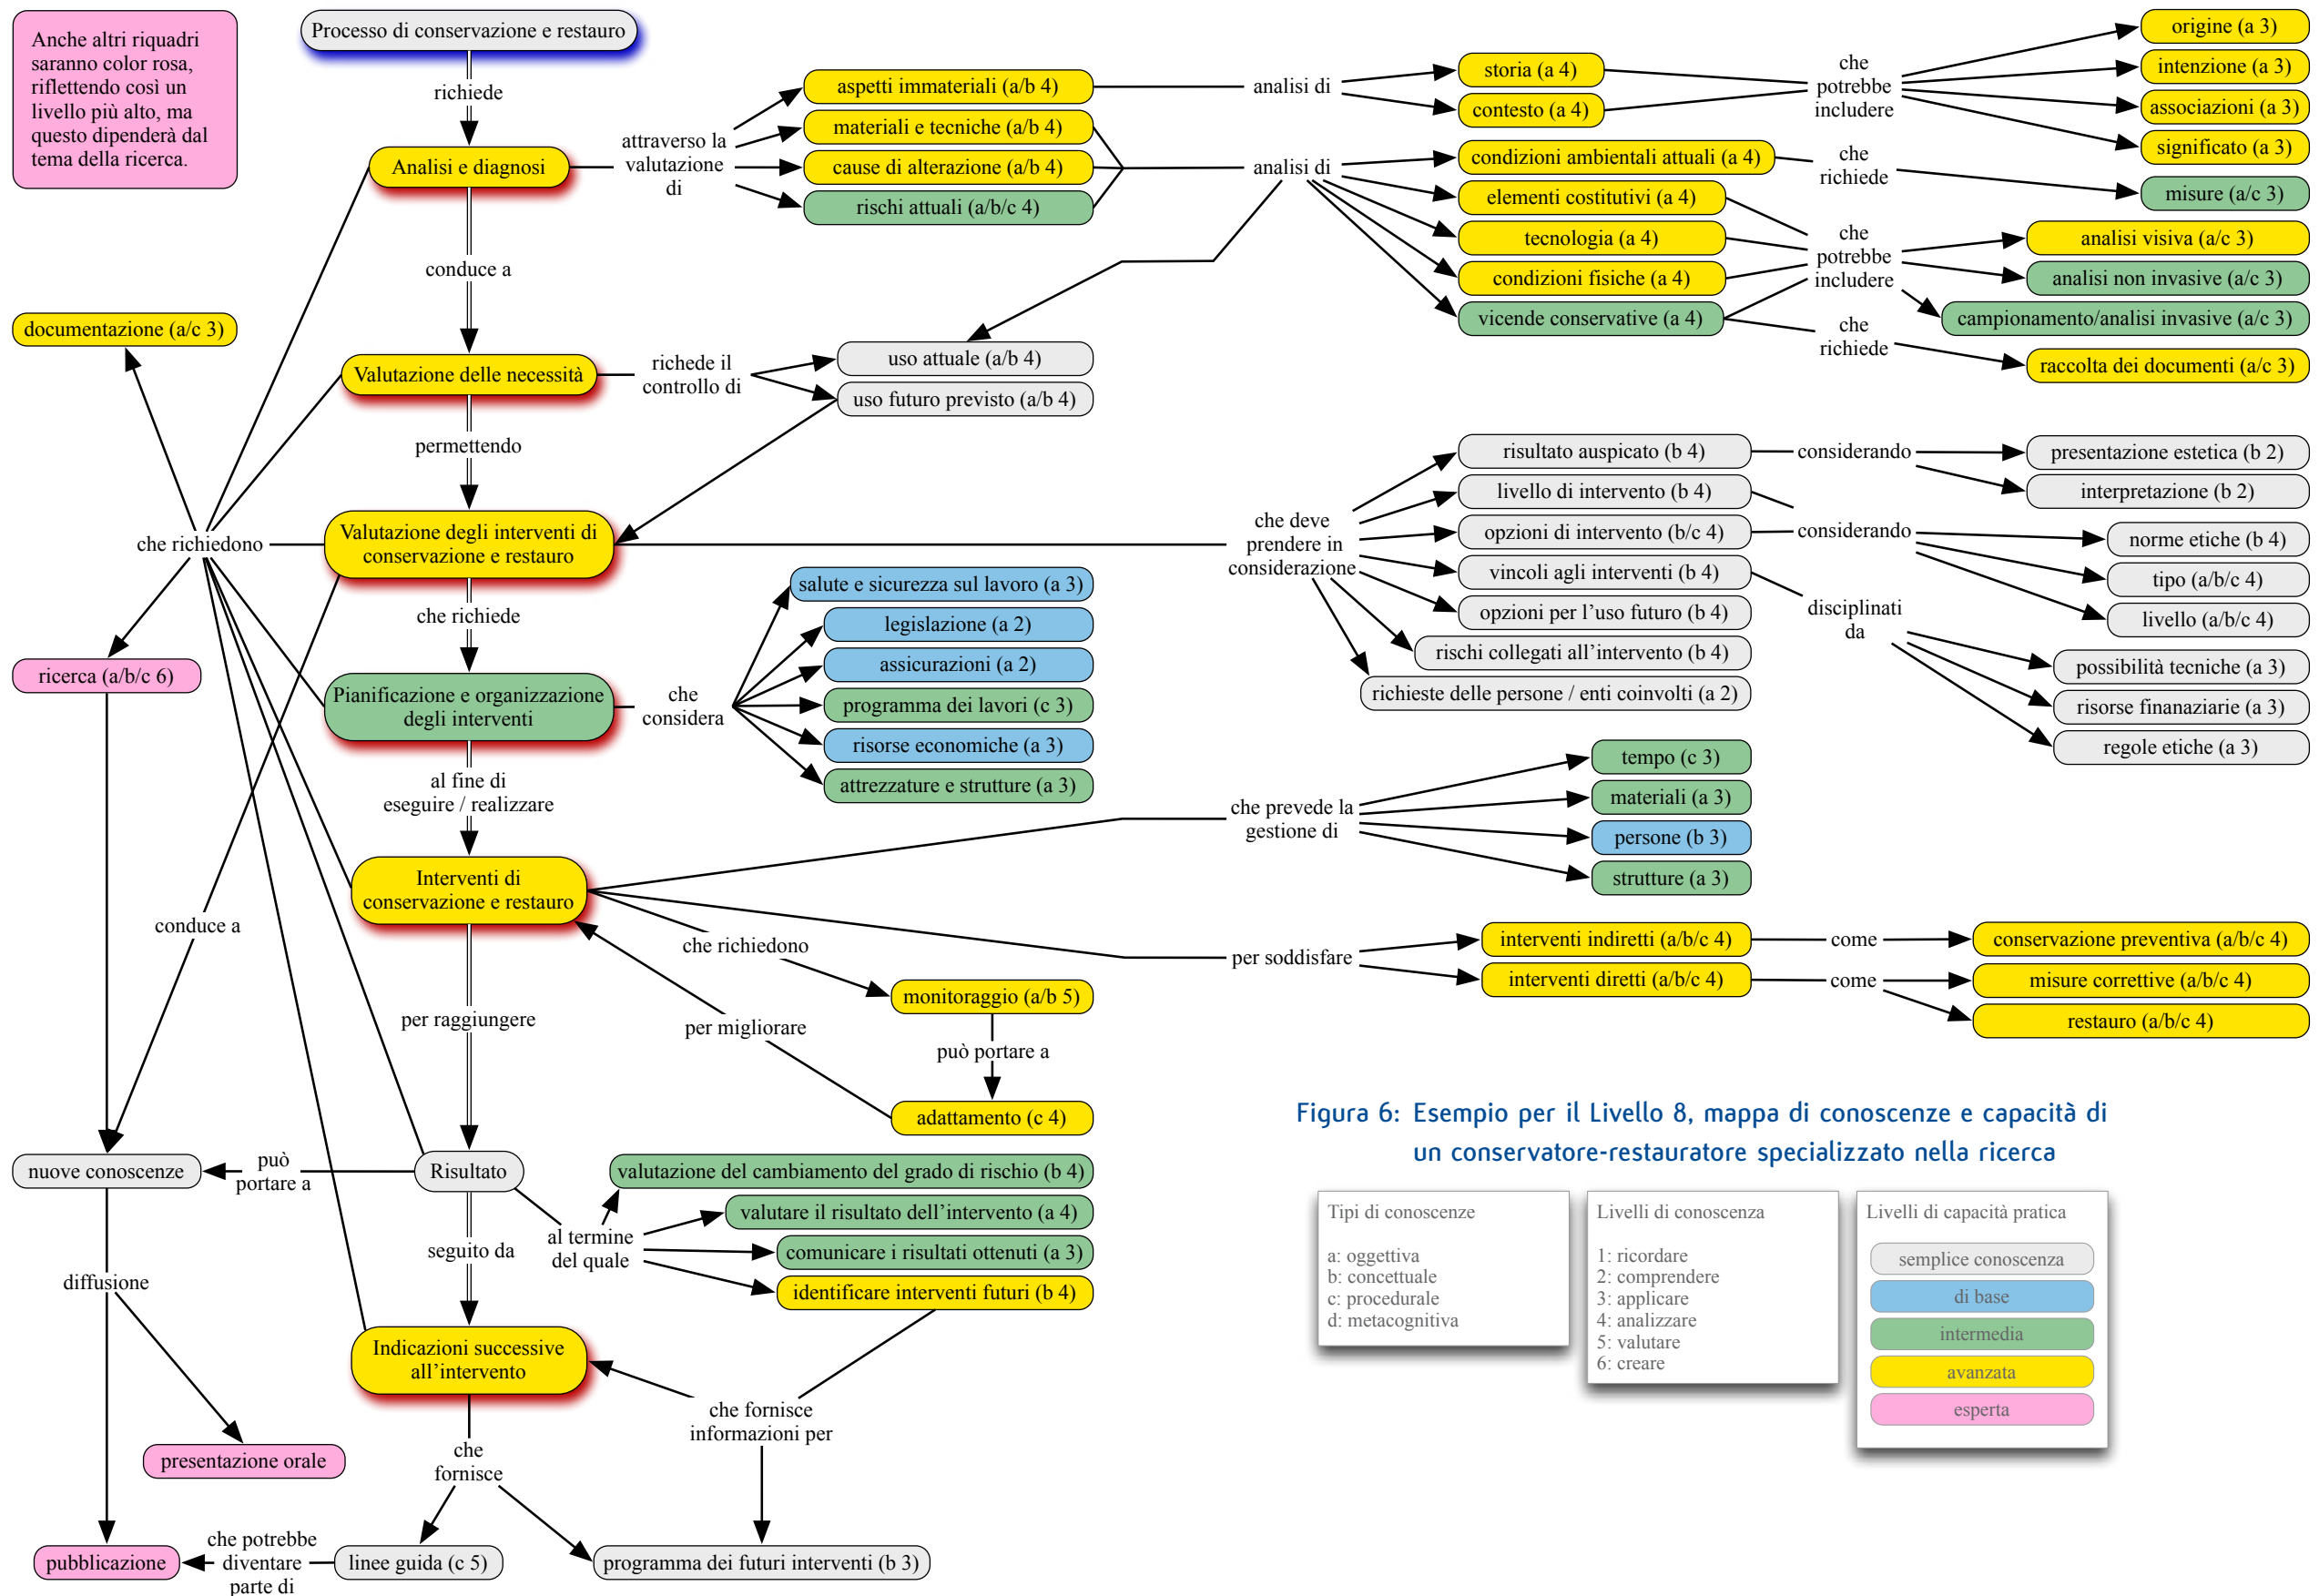 Anche altri riquadri
saranno color rosa,
riflettendo così un
livello più alto, ma
questo dipenderà dal
tema della ricerca.
Processo di conservazione e restauro
richiede
Analisi e diagnosi
attraverso la
valutazione
di
aspetti immateriali (a/b 4)
materiali e tecniche (a/b 4)
cause di alterazione (a/b 4)
rischi attuali (a/b/c 4)
analisi di
storia (a 4)
contesto (a 4)
che
potrebbe
includere
origine (a 3)
intenzione (a 3)
associazioni (a 3)
significato (a 3)
analisi di
condizioni ambientali attuali (a 4)
elementi costitutivi (a 4)
tecnologia (a 4)
condizioni fisiche (a 4)
vicende conservative (a 4)
che
richiede
misure (a/c 3)
che
potrebbe
includere
analisi visiva (a/c 3)
analisi non invasive (a/c 3)
campionamento/analisi invasive (a/c 3)
che
richiede
raccolta dei documenti (a/c 3)
conduce a
documentazione (a/c 3)
Valutazione delle necessità
richede il
controllo di
uso attuale (a/b 4)
uso futuro previsto (a/b 4)
permettendo
che richiedono
Valutazione degli interventi di
conservazione e restauro
che deve
prendere in
considerazione
risultato auspicato (b 4)
livello di intervento (b 4)
opzioni di intervento (b/c 4)
vincoli agli interventi (b 4)
opzioni per l'uso futuro (b 4)
rischi collegati all'intervento (b 4)
richieste delle persone / enti coinvolti (a 2)
considerando
presentazione estetica (b 2)
interpretazione (b 2)
considerando
norme etiche (b 4)
tipo (a/b/c 4)
livello (a/b/c 4)
disciplinati
da
possibilità tecniche (a 3)
risorse finanaziarie (a 3)
regole etiche (a 3)
che richiede
ricerca (a/b/c 6)
Pianificazione e organizzazione
degli interventi
che
considera
salute e sicurezza sul lavoro (a 3)
legislazione (a 2)
assicurazioni (a 2)
programma dei lavori (c 3)
risorse economiche (a 3)
attrezzature e strutture (a 3)
al fine di
eseguire / realizzare
Interventi di
conservazione e restauro
che prevede la
gestione di
tempo (c 3)
materiali (a 3)
persone (b 3)
strutture (a 3)
conduce a
che richiedono
per soddisfare
interventi indiretti (a/b/c 4)
interventi diretti (a/b/c 4)
come
conservazione preventiva (a/b/c 4)
come
misure correttive (a/b/c 4)
restauro (a/b/c 4)
monitoraggio (a/b 5)
per raggiungere
per migliorare
può portare a
adattamento (c 4)
nuove conoscenze
può
portare a
Risultato
al termine
del quale
valutazione del cambiamento del grado di rischio (b 4)
valutare il risultato dell'intervento (a 4)
comunicare i risultati ottenuti (a 3)
identificare interventi futuri (b 4)
seguito da
diffusione
Indicazioni successive
all'intervento
che fornisce
informazioni per
che
fornisce
presentazione orale
pubblicazione
che potrebbe
diventare
parte di
linee guida (c 5)
programma dei futuri interventi (b 3)
Figura 6: Esempio per il Livello 8, mappa di conoscenze e capacità di
un conservatore-restauratore specializzato nella ricerca
Tipi di conoscenze
a: oggettiva
b: concettuale
c: procedurale
d: metacognitiva
Livelli di conoscenza
1: ricordare
2: comprendere
3: applicare
4: analizzare
5: valutare
6: creare
Livelli di capacità pratica
semplice conoscenza
di base
intermedia
avanzata
esperta